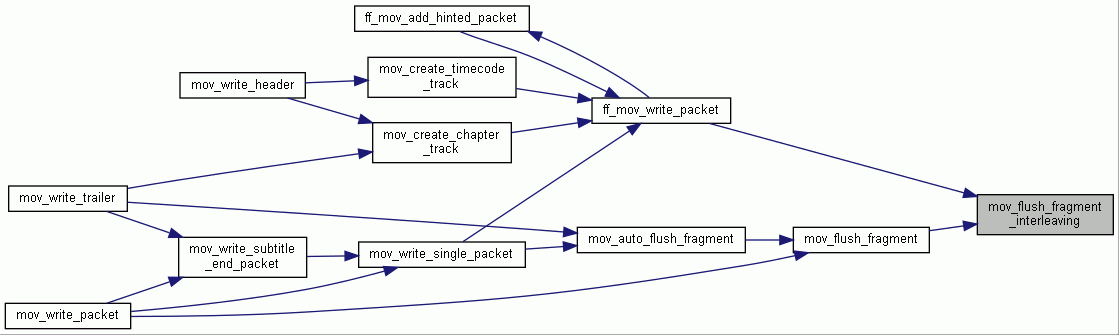 ff_mov_add_hinted_packet
mov_create_timecode
_track
mov_write_header
ff_mov_write_packet
mov_create_chapter
_track
mov_write_trailer
mov_flush_fragment
_interleaving
mov_auto_flush_fragment
mov_flush_fragment
mov_write_subtitle
_end_packet
mov_write_single_packet
mov_write_packet